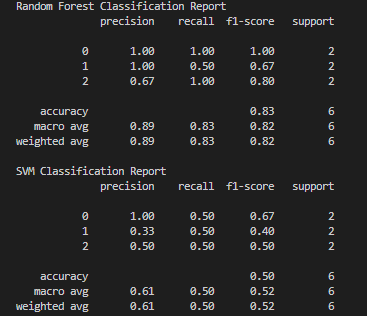 Random Forest Classification Report
precision recall f1-score support
0 1.00 1.00 1.00 2
1 1.00 0.50 0.67 2
2 0.67 1.00 0.80 2
accuracy 0.83 6
macro avg 0.89 0.83 0.82 6
weighted avg 0.89 0.83 0.82 6
SVM Classification Report
precision recall f1-score support
0 1.00 0.50 0.67 2
1 0.33 0.50 0.40 2
2 0.50 0.50 0.50 2
accuracy 0.50 6
macro avg 0.61 0.50 0.52 6
weighted avg 0.61 0.50 0.52 6